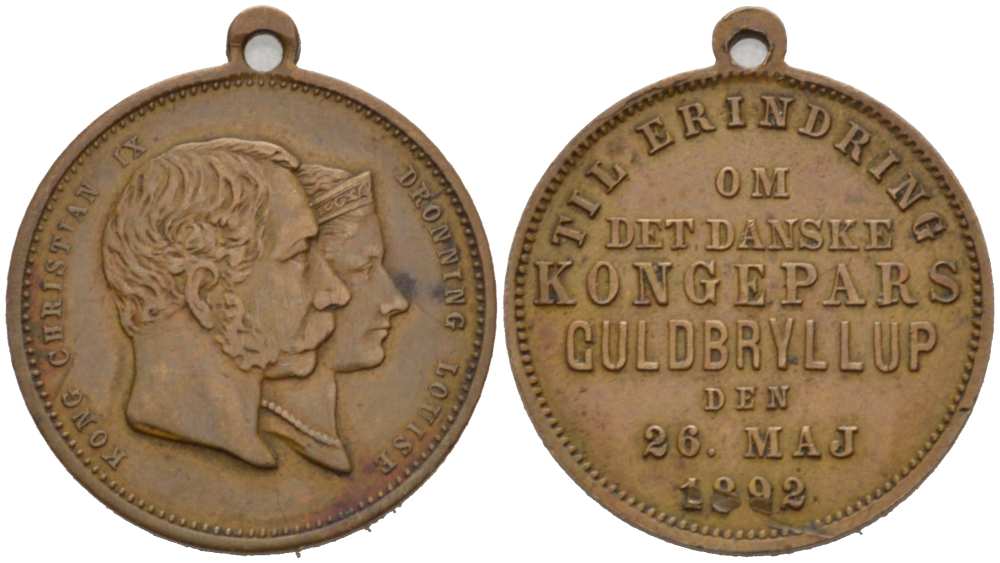 KONG CHRISTIAN IX
DRONNING LOUISE
TIL ERINDRING
OM
DET DANSKE
KONGEPARS
GULDBRYLLUP
DEN
26. MAJ
1892